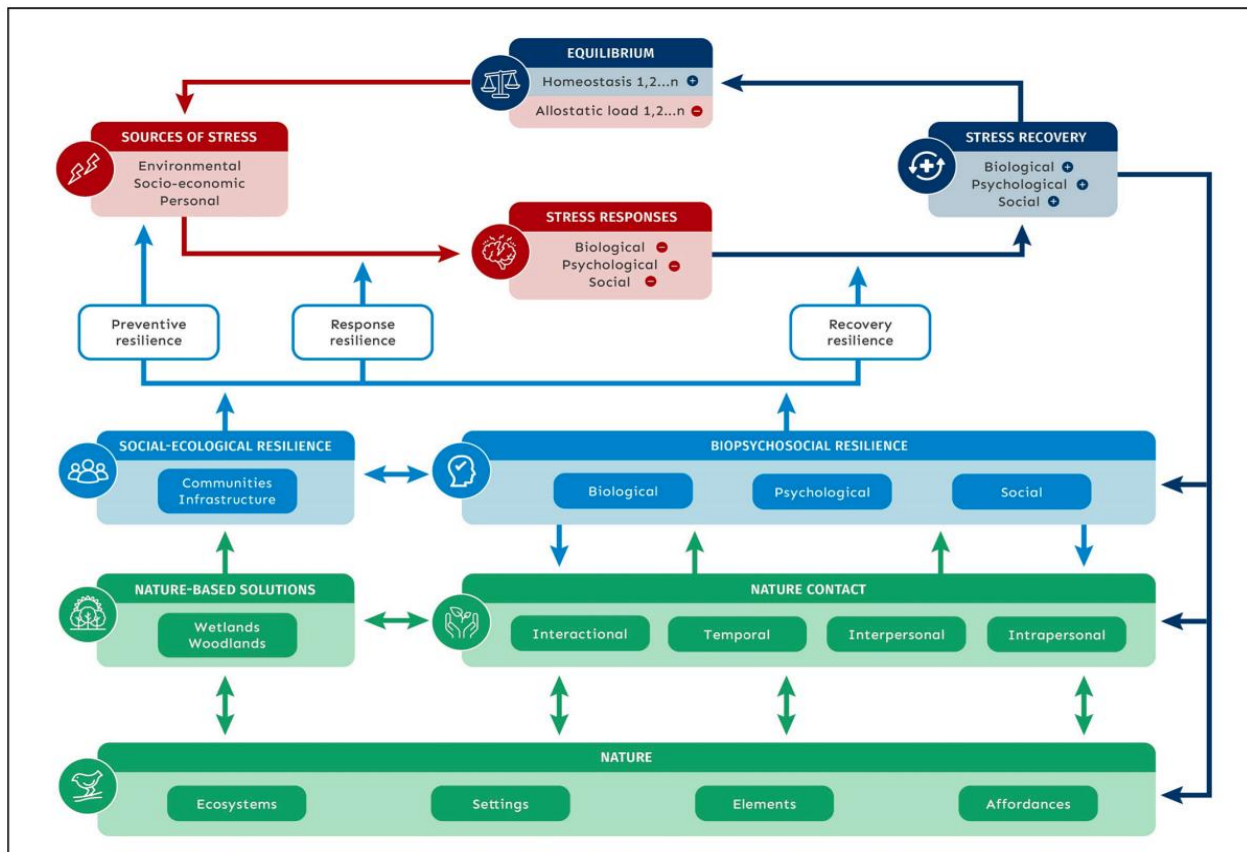 EQUILIBRIUM
Homeostasis 1,2...n +
Allostatic load 1,2...n −
SOURCES OF STRESS
Environmental
Socio-economic
Personal
STRESS RESPONSES
Biological −
Psychological −
Social −
STRESS RECOVERY
Biological +
Psychological +
Social +
Preventive
resilience
Response
resilience
Recovery
resilience
SOCIAL-ECOLOGICAL RESILIENCE
Communities
Infrastructure
BIOPSYCHOSOCIAL RESILIENCE
Biological
Psychological
Social
NATURE-BASED SOLUTIONS
Wetlands
Woodlands
NATURE CONTACT
Interactional
Temporal
Interpersonal
Intrapersonal
NATURE
Ecosystems
Settings
Elements
Affordances